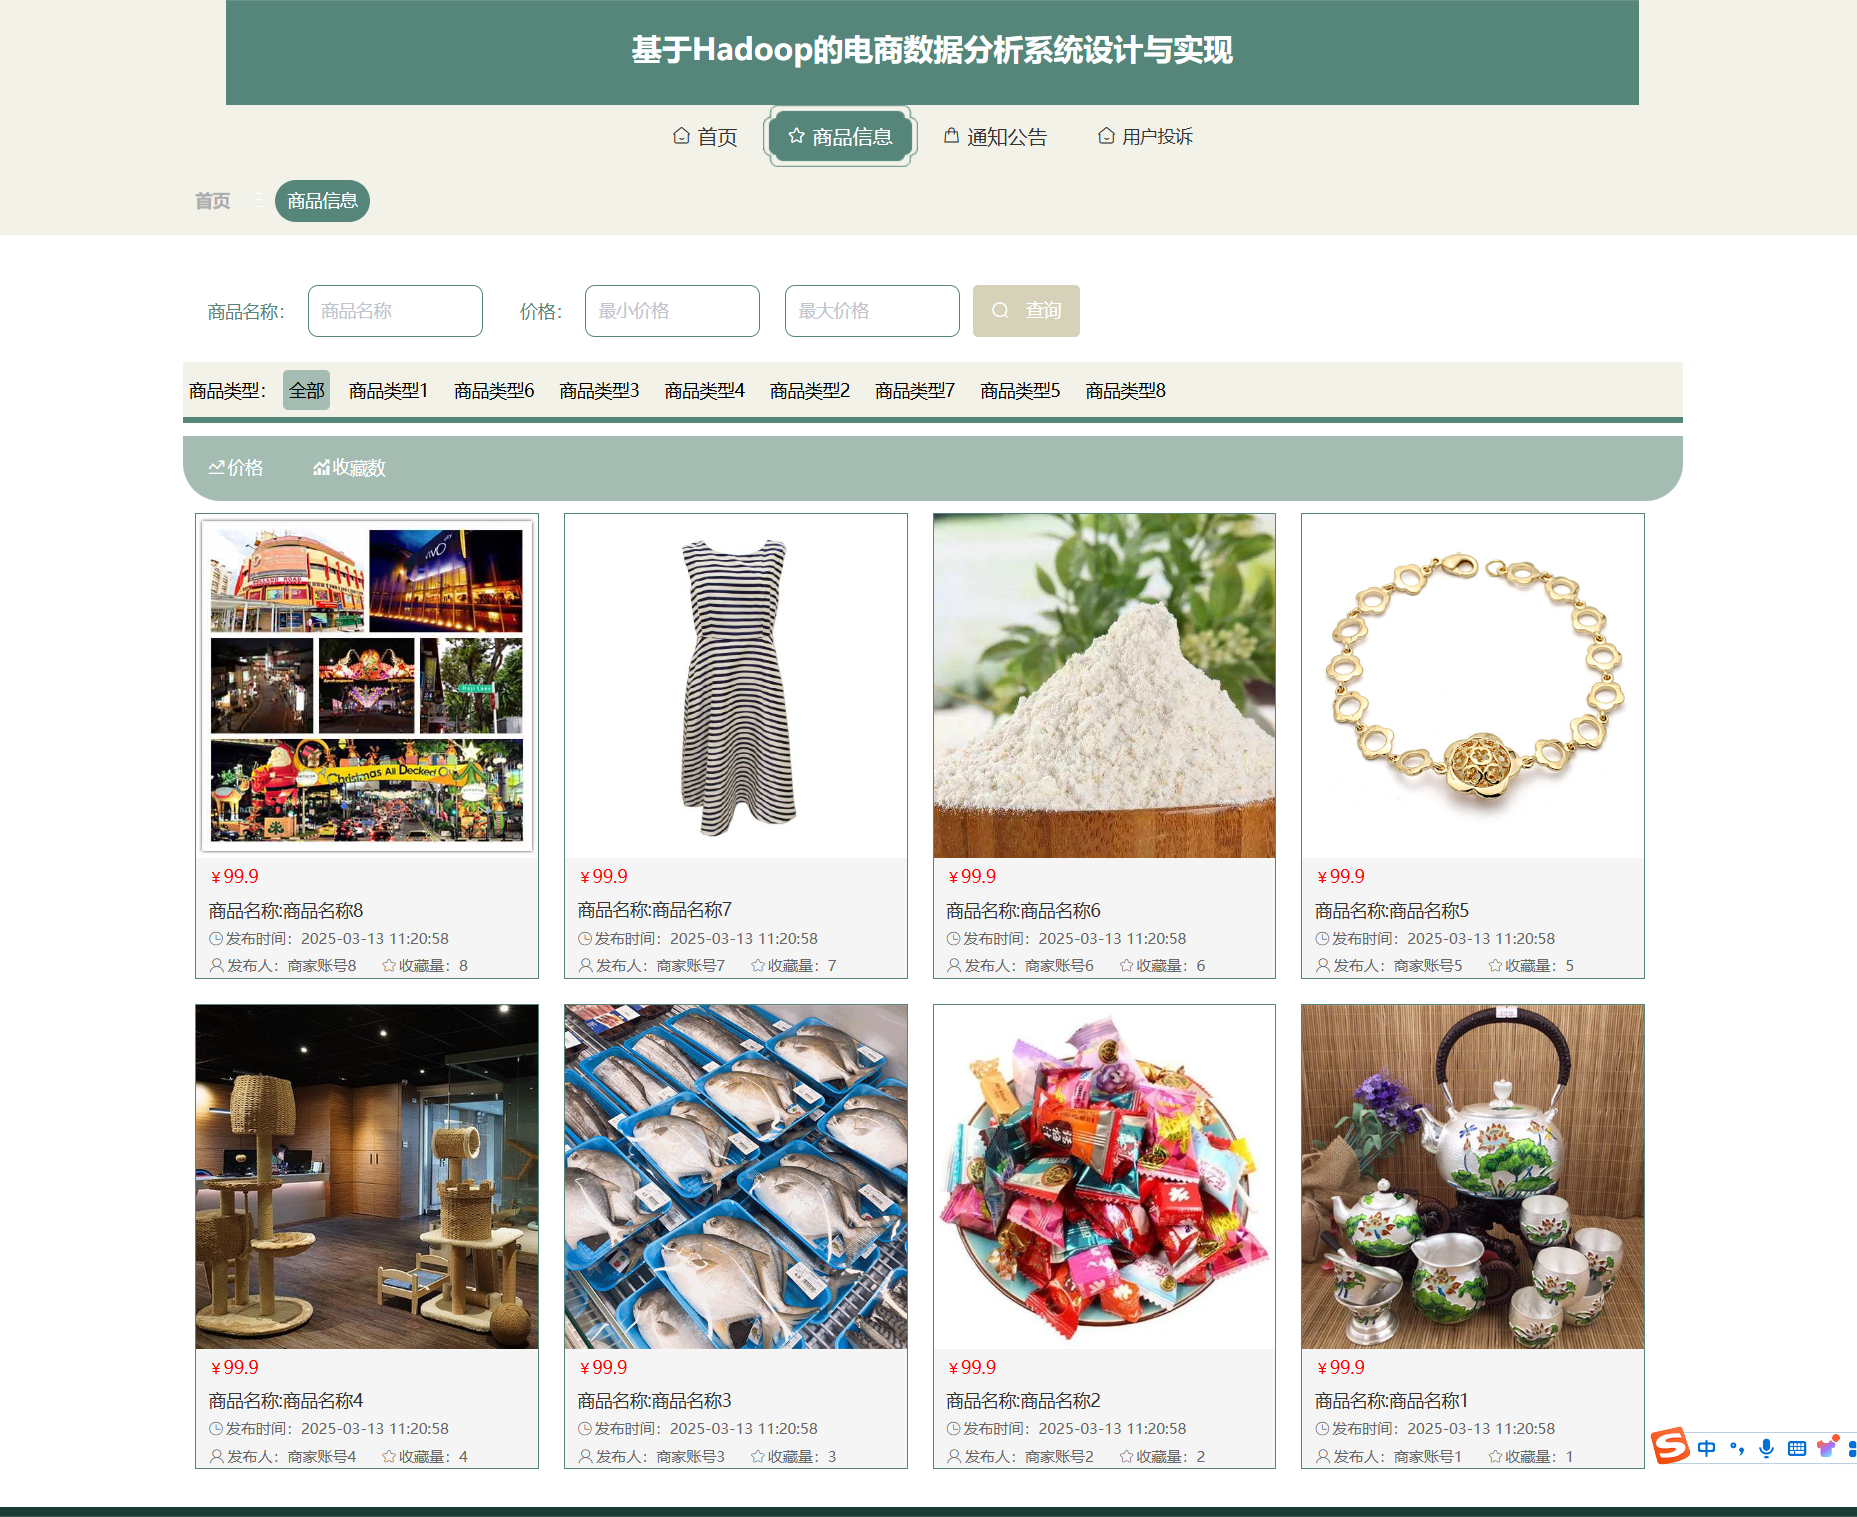 基于Hadoop的电商数据分析系统设计与实现
首页 商品信息 通知公告 用户投诉
首页 商品信息
商品名称： 商品名称 价格： 最小价格 最大价格 查询
商品类型： 全部 商品类型1 商品类型6 商品类型3 商品类型4 商品类型2 商品类型7 商品类型5 商品类型8
价格 收藏数
HOLLAND ROAD
VIVO city
Haji Lane
Christmas All Decked Out
￥99.9 ￥99.9 ￥99.9 ￥99.9
商品名称:商品名称8 商品名称:商品名称7 商品名称:商品名称6 商品名称:商品名称5
发布时间：2025-03-13 11:20:58 发布时间：2025-03-13 11:20:58 发布时间：2025-03-13 11:20:58 发布时间：2025-03-13 11:20:58
发布人：商家账号8 收藏量：8 发布人：商家账号7 收藏量：7 发布人：商家账号6 收藏量：6 发布人：商家账号5 收藏量：5
￥99.9 ￥99.9 ￥99.9 ￥99.9
商品名称:商品名称4 商品名称:商品名称3 商品名称:商品名称2 商品名称:商品名称1
发布时间：2025-03-13 11:20:58 发布时间：2025-03-13 11:20:58 发布时间：2025-03-13 11:20:58 发布时间：2025-03-13 11:20:58
发布人：商家账号4 收藏量：4 发布人：商家账号3 收藏量：3 发布人：商家账号2 收藏量：2 发布人：商家账号1 收藏量：1
中